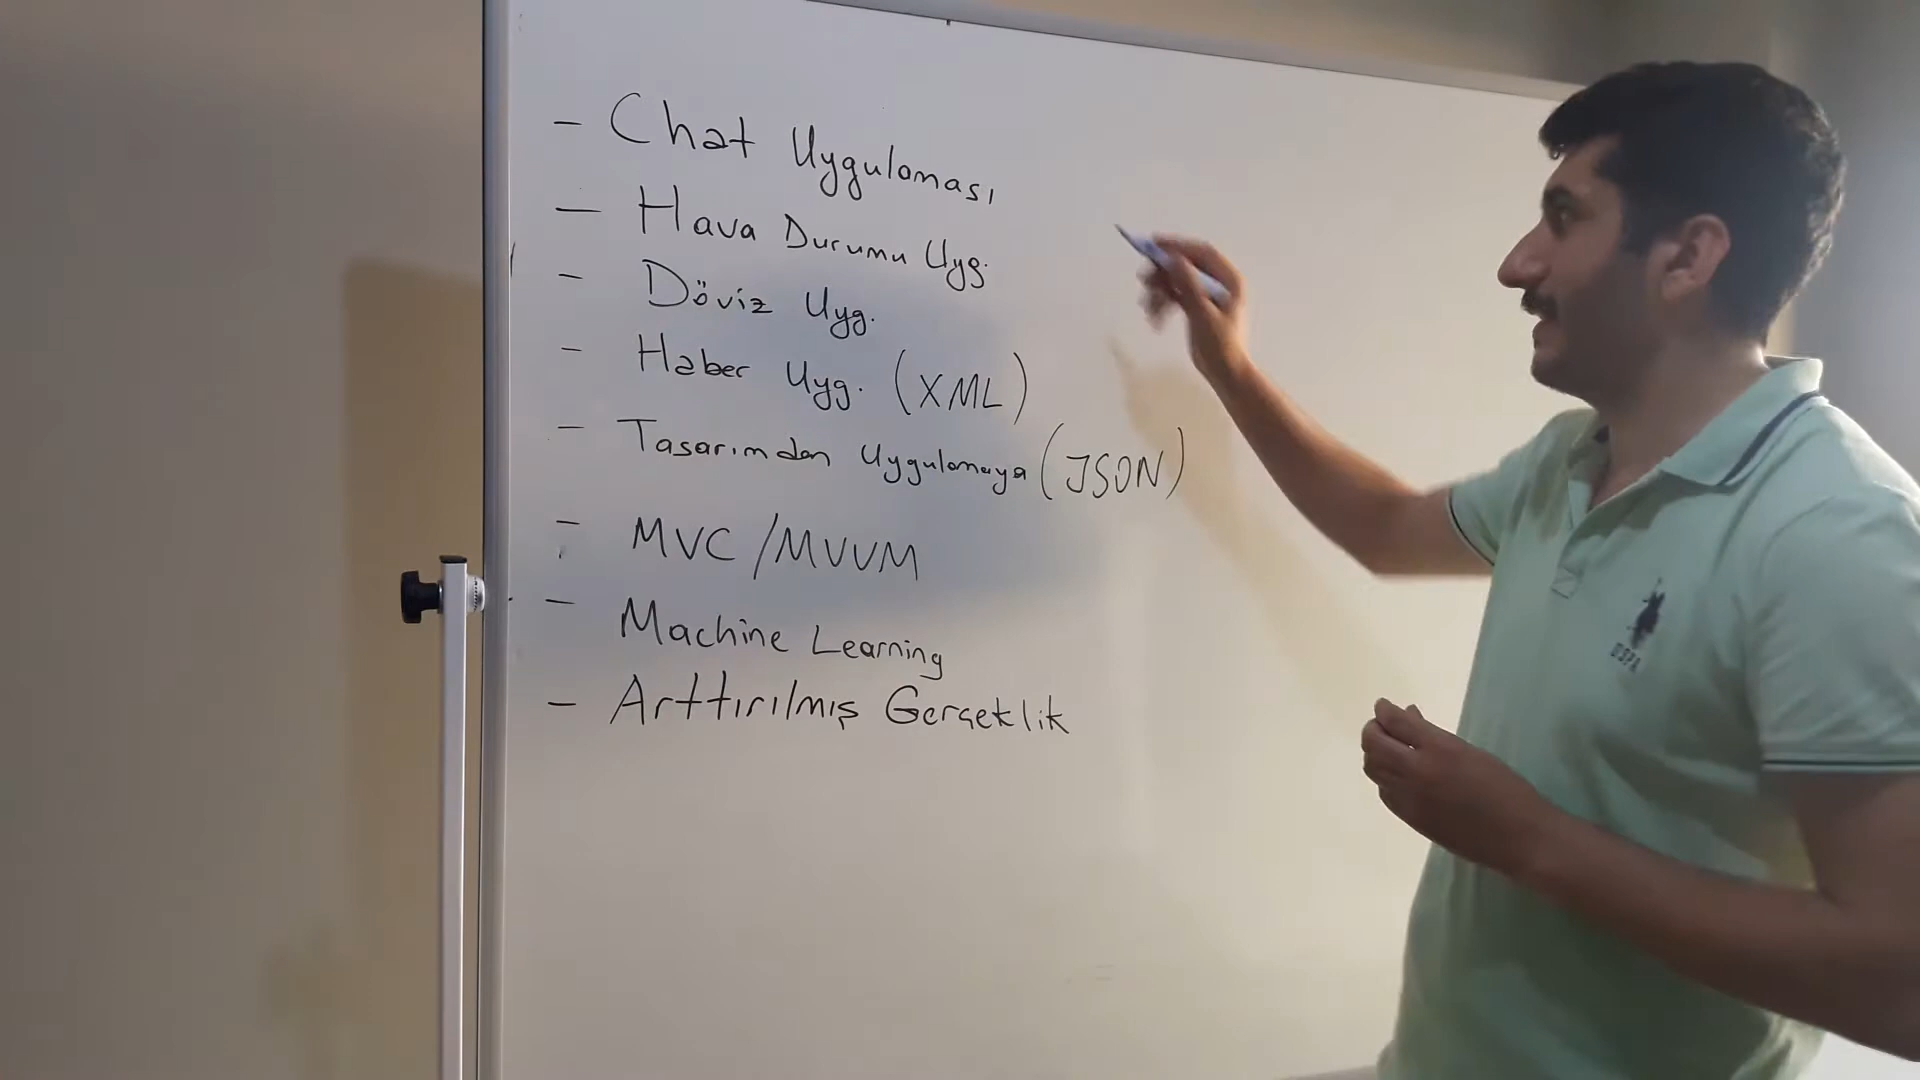 - Chat Uygulaması
- Hava Durumu Uyg.
- Döviz Uyg.
- Haber Uyg. (XML)
- Tasarımdan Uygulamaya (JSON)
- MVC / MVVM
- Machine Learning
- Arttırılmış Gerçeklik
USPA